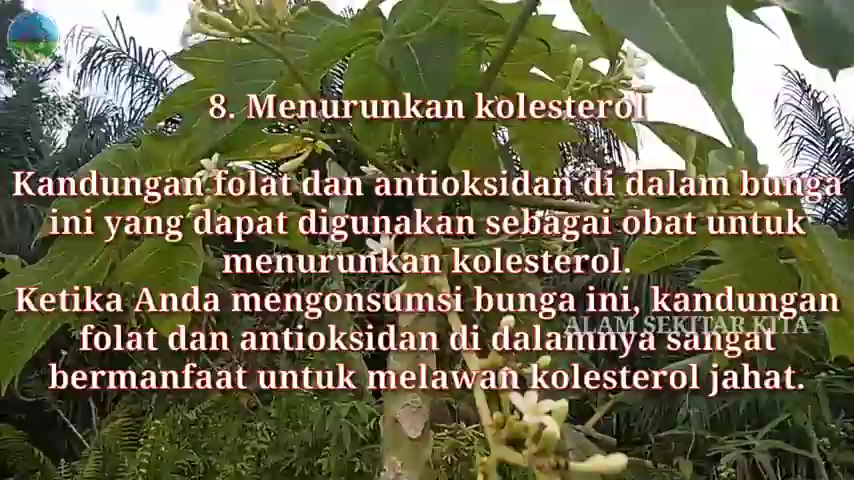 8. Menurunkan kolesterol
Kandungan folat dan antioksidan di dalam bunga
ini yang dapat digunakan sebagai obat untuk
menurunkan kolesterol.
Ketika Anda mengonsumsi bunga ini, kandungan
folat dan antioksidan di dalamnya sangat
bermanfaat untuk melawan kolesterol jahat.
ALAM SEKITAR KITA